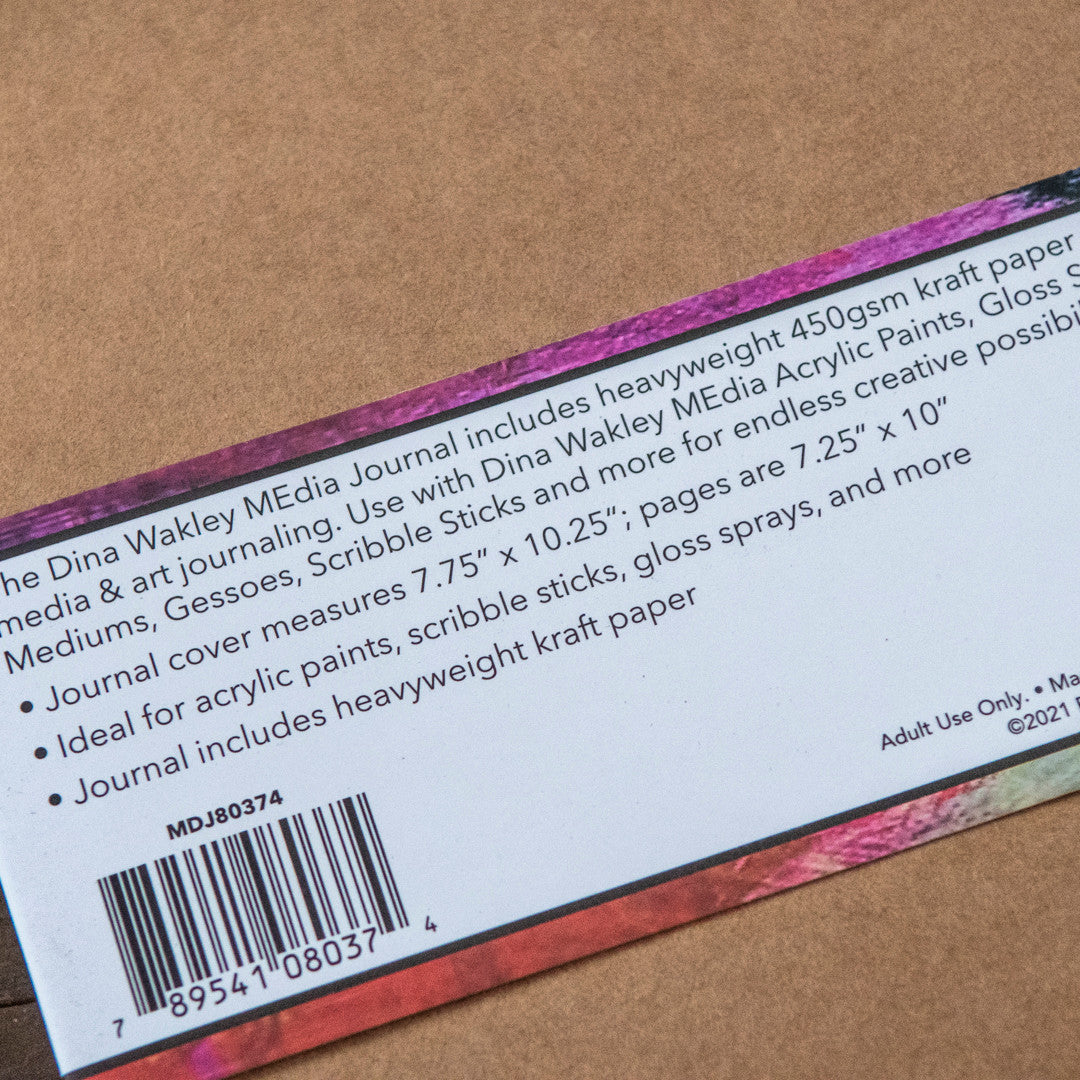 he Dina Wakley MEdia Journal includes heavyweight 450gsm kraft paper
media & art journaling. Use with Dina Wakley MEdia Acrylic Paints, Gloss S
Mediums, Gessoes, Scribble Sticks and more for endless creative possibi
• Journal cover measures 7.75” x 10.25”; pages are 7.25” x 10”
• Ideal for acrylic paints, scribble sticks, gloss sprays, and more
• Journal includes heavyweight kraft paper
Adult Use Only. • Ma
©2021
MDJ80374
7 89541 08037 4